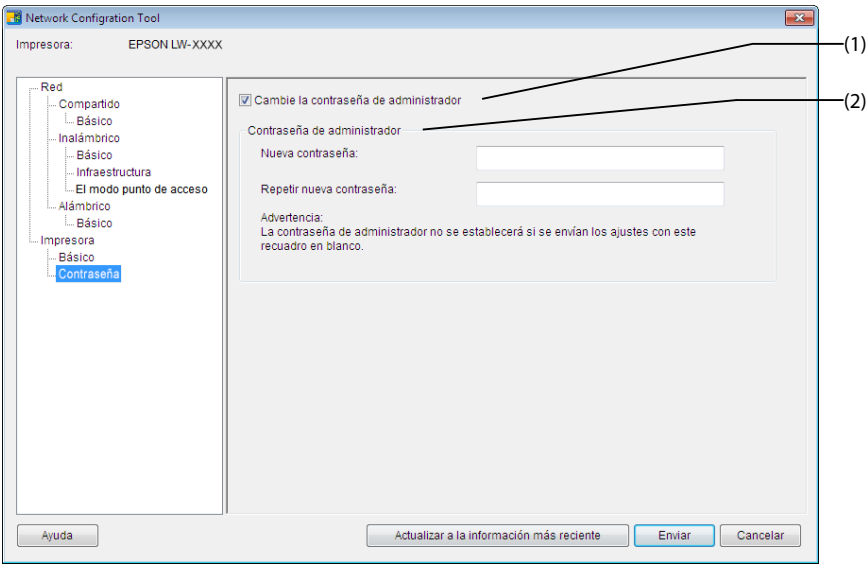 Network Configration Tool
Impresora: EPSON LW-XXXX
(1)
(2)
Red
Compartido
Básico
Inalámbrico
Básico
Infraestructura
El modo punto de acceso
Alámbrico
Básico
Impresora
Básico
Contraseña
Cambie la contraseña de administrador
Contraseña de administrador
Nueva contraseña:
Repetir nueva contraseña:
Advertencia:
La contraseña de administrador no se establecerá si se envían los ajustes con este
recuadro en blanco.
Ayuda
Actualizar a la información más reciente
Enviar
Cancelar